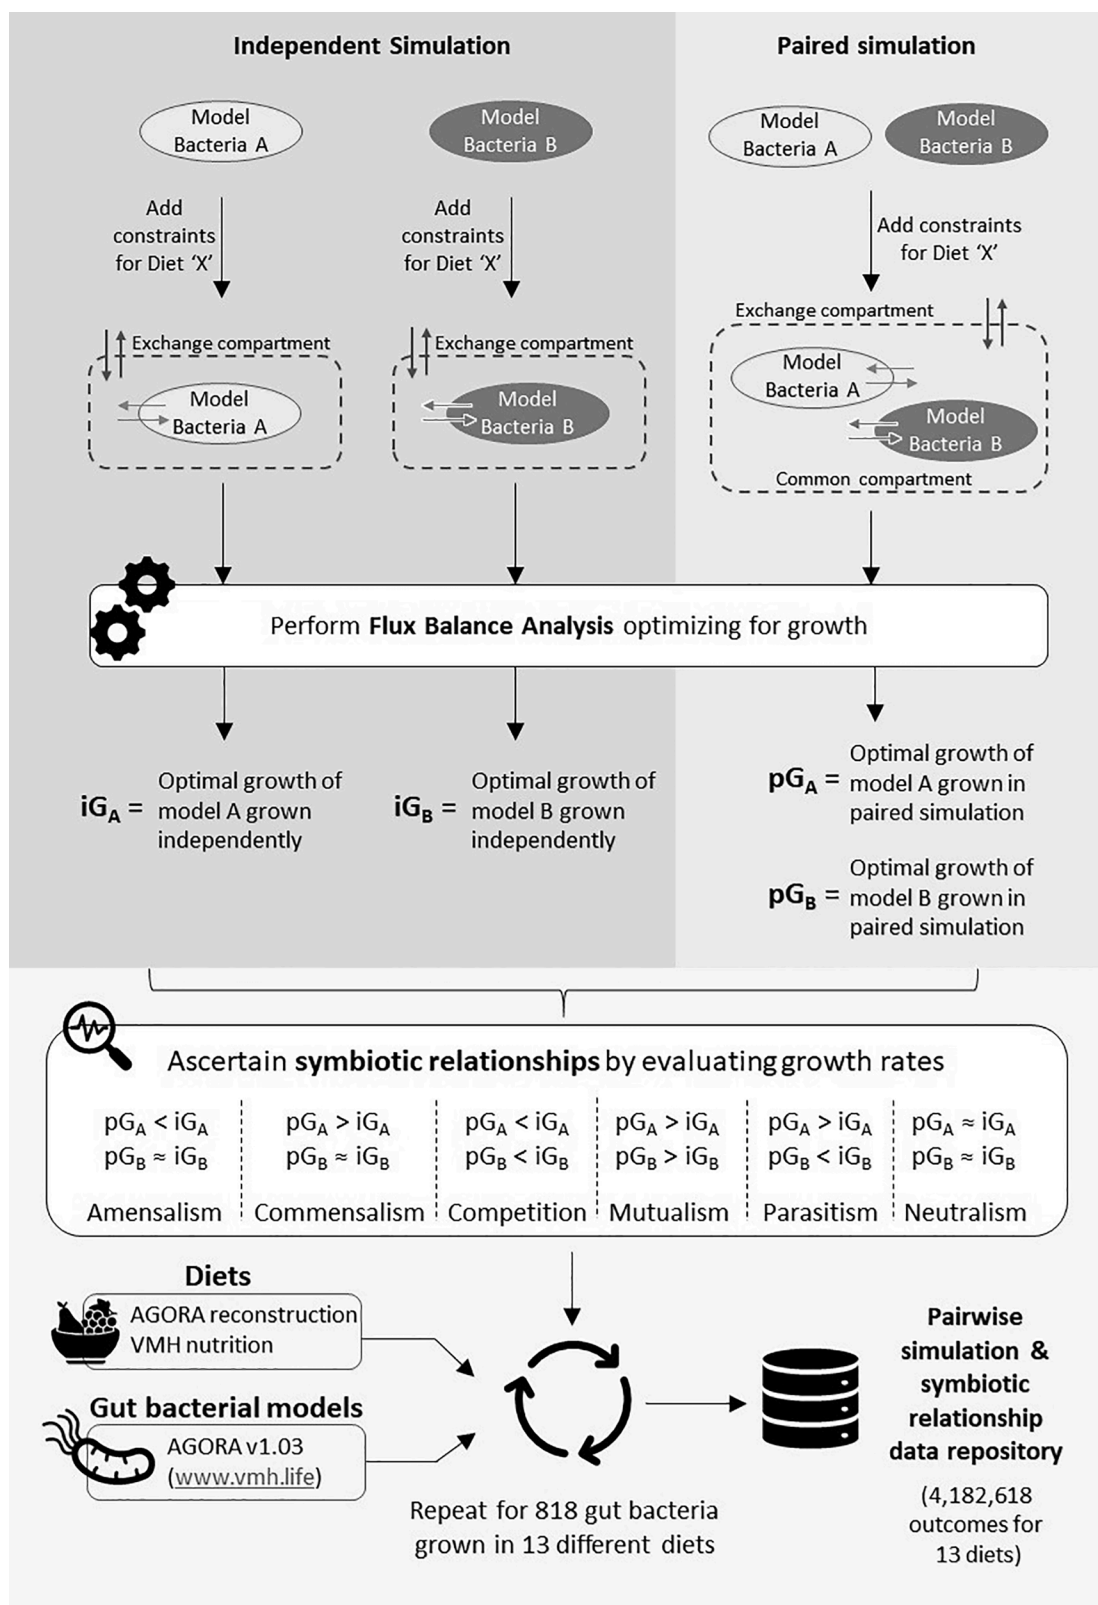 Independent Simulation
Paired simulation
Model
Bacteria A
Model
Bacteria B
Model
Bacteria A
Model
Bacteria B
Add
constraints
for Diet ‘X’
Add
constraints
for Diet ‘X’
Add constraints
for Diet ‘X’
Exchange compartment
Model
Bacteria A
Exchange compartment
Model
Bacteria B
Exchange compartment
Model
Bacteria A
Model
Bacteria B
Common compartment
Perform Flux Balance Analysis optimizing for growth
iGA = Optimal growth of
model A grown
independently
iGB = Optimal growth of
model B grown
independently
pGA = Optimal growth of
model A grown in
paired simulation
pGB = Optimal growth of
model B grown in
paired simulation
Ascertain symbiotic relationships by evaluating growth rates
pGA < iGA
pGB ≈ iGB
Amensalism
pGA > iGA
pGB ≈ iGB
Commensalism
pGA < iGA
pGB < iGB
Competition
pGA > iGA
pGB > iGB
Mutualism
pGA > iGA
pGB < iGB
Parasitism
pGA ≈ iGA
pGB ≈ iGB
Neutralism
Diets
AGORA reconstruction
VMH nutrition
Gut bacterial models
AGORA v1.03
(www.vmh.life)
Repeat for 818 gut bacteria
grown in 13 different diets
Pairwise
simulation &
symbiotic
relationship
data repository
(4,182,618
outcomes for
13 diets)